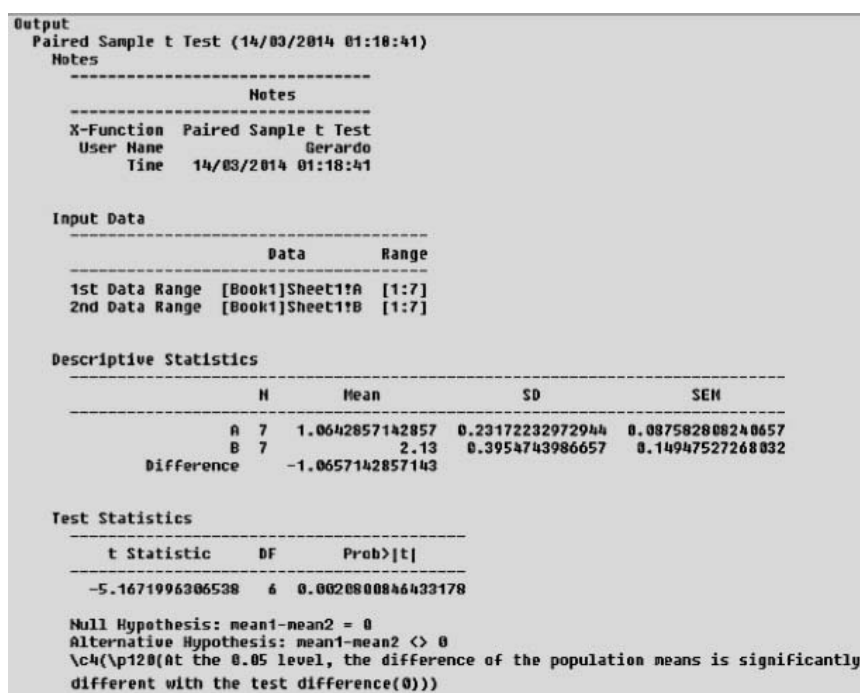 Output
Paired Sample t Test (14/03/2014 01:18:41)
Notes
Notes
X-Function Paired Sample t Test
User Name Gerardo
Time 14/03/2014 01:18:41
Input Data
Data Range
1st Data Range [Book1]Sheet1!A [1:7]
2nd Data Range [Book1]Sheet1!B [1:7]
Descriptive Statistics
N Mean SD SEM
A 7 1.0642857142857 0.23172232972944 0.087582808240657
B 7 2.13 0.3954743986657 0.14947527268032
Difference -1.0657142857143
Test Statistics
t Statistic DF Prob>|t|
-5.1671996306538 6 0.0020800846433178
Null Hypothesis: mean1-mean2 = 0
Alternative Hypothesis: mean1-mean2 <> 0
\c4(\p120(At the 0.05 level, the difference of the population means is significantly
different with the test difference(0)))